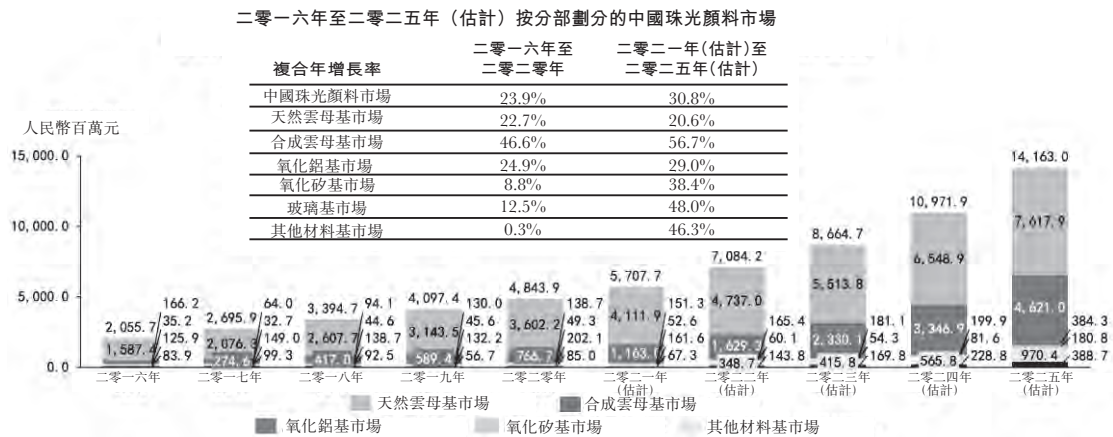 二零一六年至二零二五年（估計）按分部劃分的中國珠光顏料市場
複合年增長率 二零一六年至二零二零年 二零二一年(估計)至二零二五年(估計)
中國珠光顏料市場 23.9% 30.8%
天然雲母基市場 22.7% 20.6%
合成雲母基市場 46.6% 56.7%
氧化鋁基市場 24.9% 29.0%
氧化矽基市場 8.8% 38.4%
玻璃基市場 12.5% 48.0%
其他材料基市場 0.3% 46.3%
人民幣百萬元
15,000.0
10,000.0
5,000.0
0.0
2,055.7
1,587.4
166.2
35.2
125.9
83.9
二零一六年
2,695.9
2,076.3
274.6
64.0
32.7
149.0
99.3
二零一七年
3,394.7
2,607.7
417.0
94.1
44.6
138.7
92.5
二零一八年
4,097.4
3,143.5
589.4
130.0
45.6
132.2
56.7
二零一九年
4,843.9
3,602.2
766.7
138.7
49.3
202.1
85.0
二零二零年
5,707.7
4,111.9
1,163.1
151.3
52.6
161.6
67.3
二零二一年
(估計)
7,084.2
4,737.0
1,629.3
348.7
165.4
60.1
143.8
二零二二年
(估計)
8,664.7
5,513.8
2,330.1
415.8
181.1
54.3
169.8
二零二三年
(估計)
10,971.9
6,548.9
3,346.9
565.8
199.9
81.6
228.8
二零二四年
(估計)
14,163.0
7,617.9
4,621.0
970.4
384.3
180.8
388.7
二零二五年
(估計)
天然雲母基市場 合成雲母基市場
氧化鋁基市場 氧化矽基市場 其他材料基市場